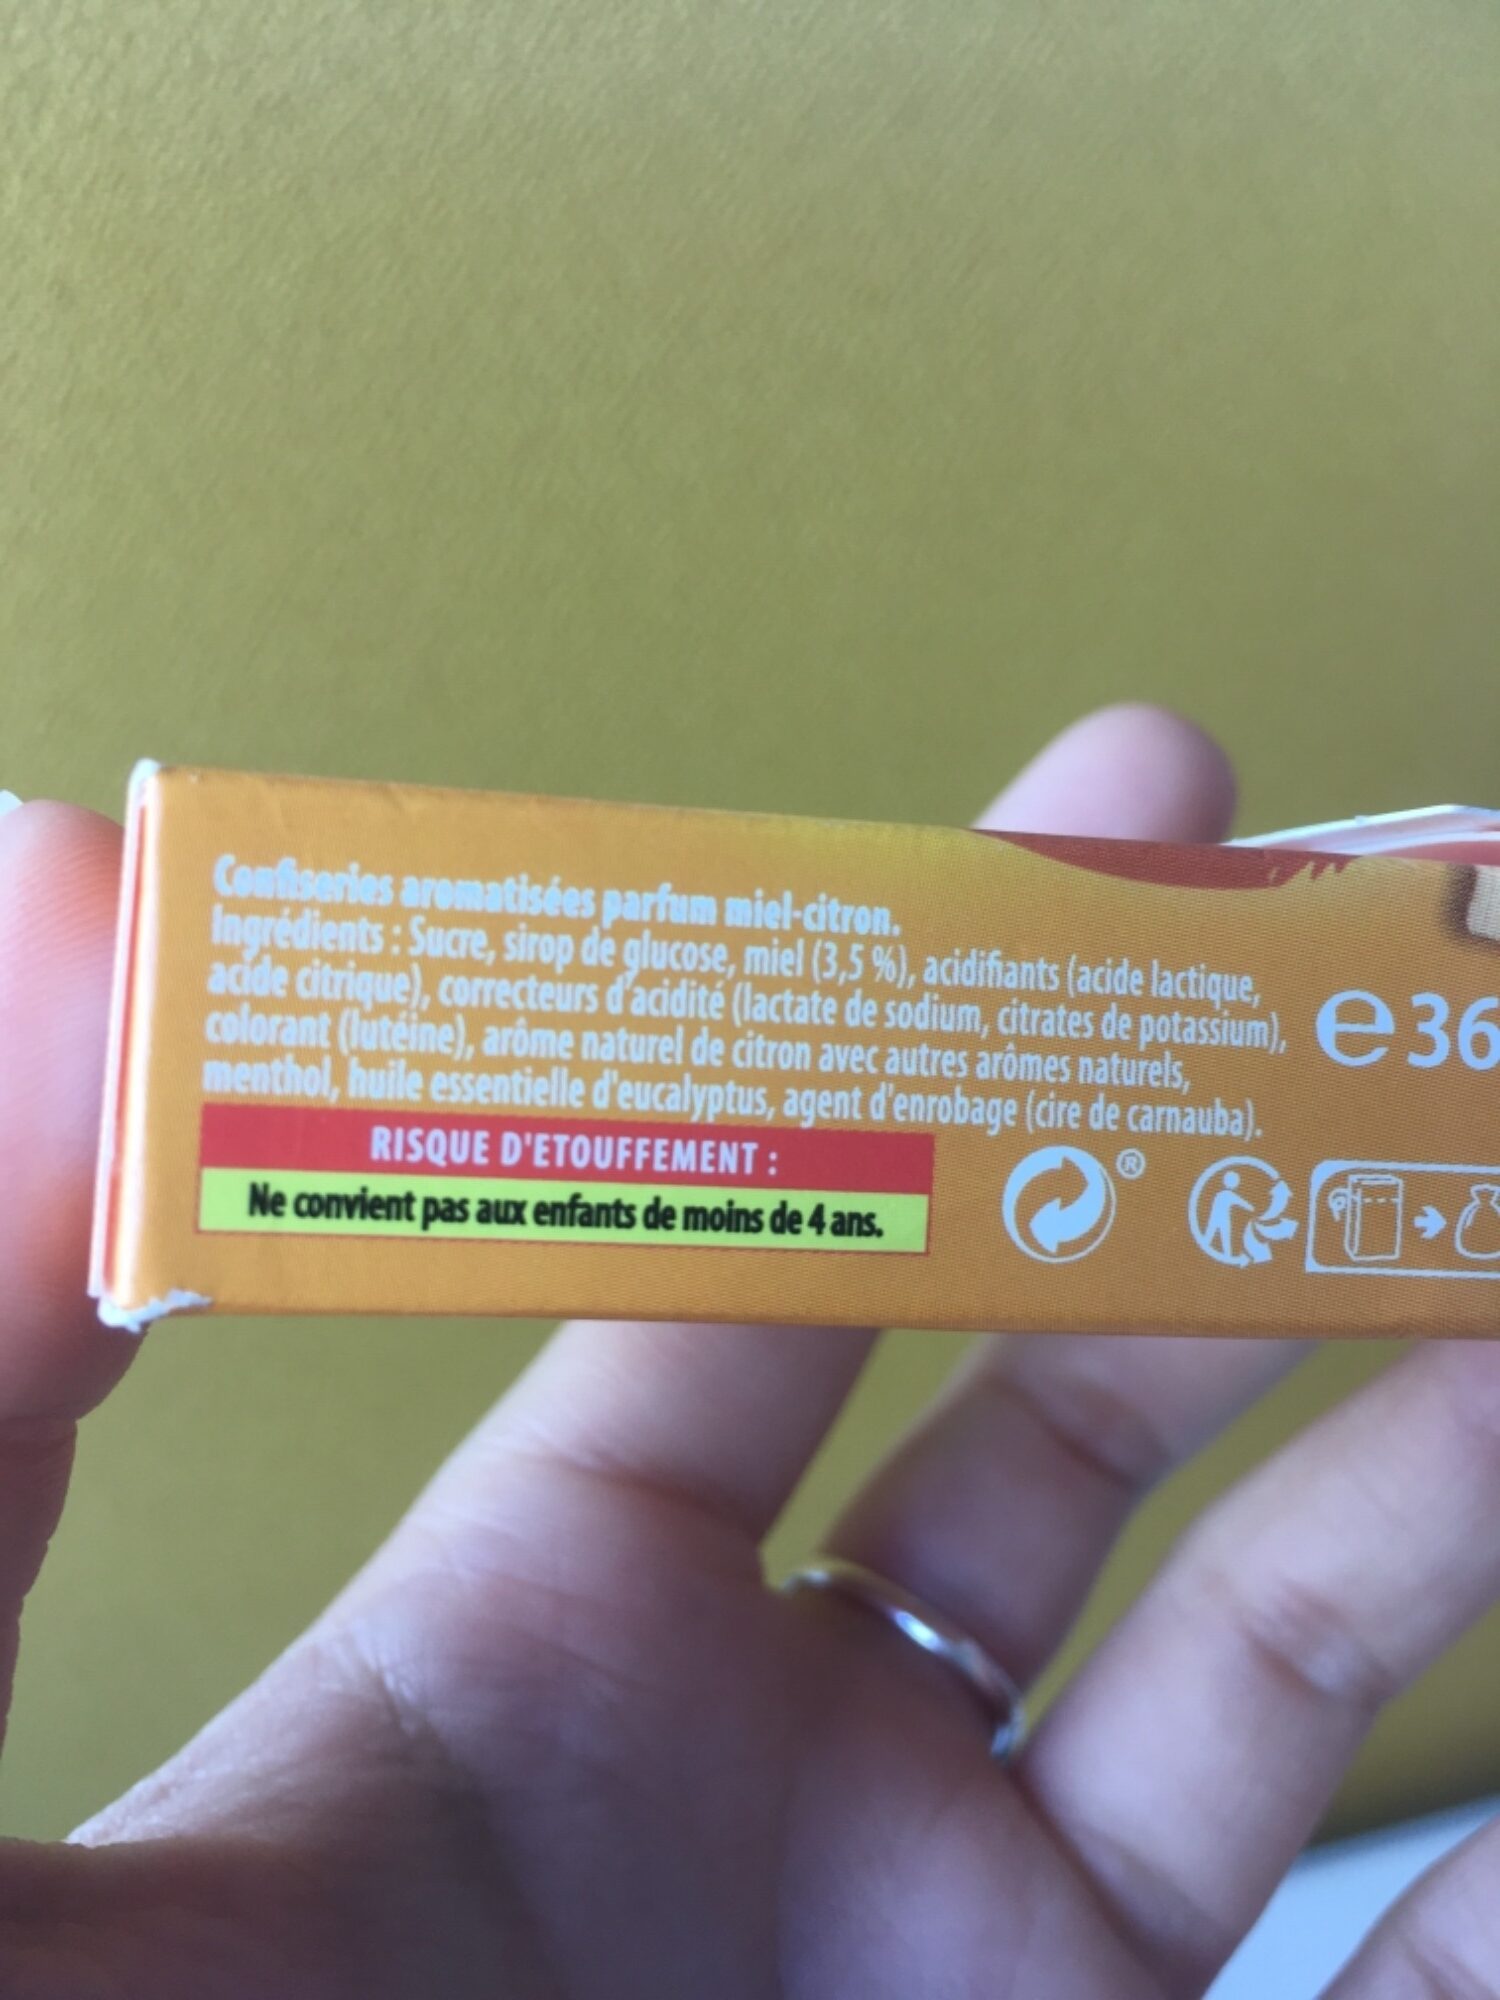 Confiseries aromatisées parfum miel-citron.
Ingrédients : Sucre, sirop de glucose, miel (3,5 %), acidifiants (acide lactique,
acide citrique), correcteurs d'acidité (lactate de sodium, citrates de potassium),
colorant (lutéine), arôme naturel de citron avec autres arômes naturels,
menthol, huile essentielle d'eucalyptus, agent d'enrobage (cire de carnauba).
RISQUE D'ETOUFFEMENT :
Ne convient pas aux enfants de moins de 4 ans.
℮36
®